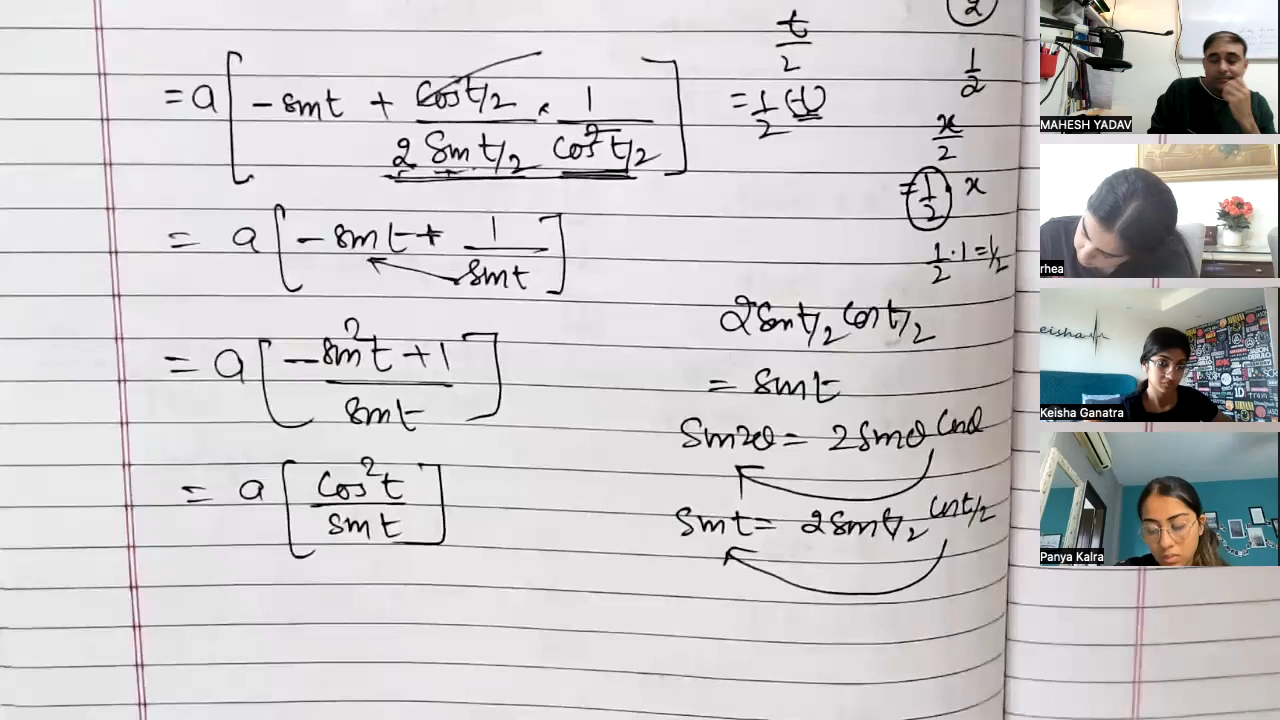 = a [ - sin t + cos t/2 / 2 sin t/2 × 1 / cos² t/2 ]
= a [ - sin t + 1 / sin t ]
= a [ - sin² t + 1 / sin t ]
= a [ cos² t / sin t ]
t/2
= 1/2 (t)
2
1/2
x/2
= 1/2 · x
1/2 · 1 = 1/2
2 sin t/2 cos t/2
= sin t
sin 2θ = 2 sin θ cos θ
sin t = 2 sin t/2 cos t/2
MAHESH YADAV
rhea
eisha
Keisha Ganatra
Panya Kalra